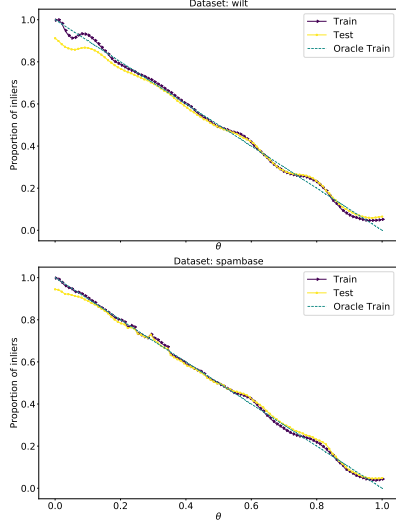 Dataset: wilt
1.0
0.8
0.6
0.4
0.2
0.0
Proportion of inliers
Train
Test
Oracle Train
θ
Dataset: spambase
1.0
0.8
0.6
0.4
0.2
0.0
Proportion of inliers
Train
Test
Oracle Train
0.0 0.2 0.4 0.6 0.8 1.0
θ